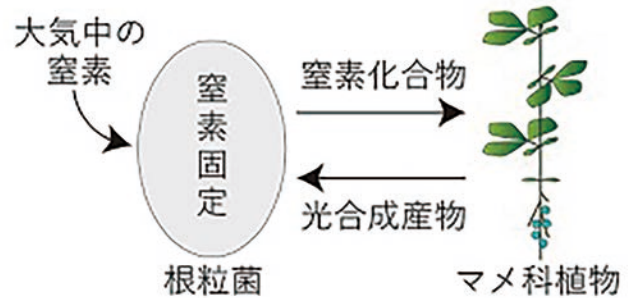 大気中の
窒素
窒素固定
窒素化合物
光合成産物
根粒菌
マメ科植物